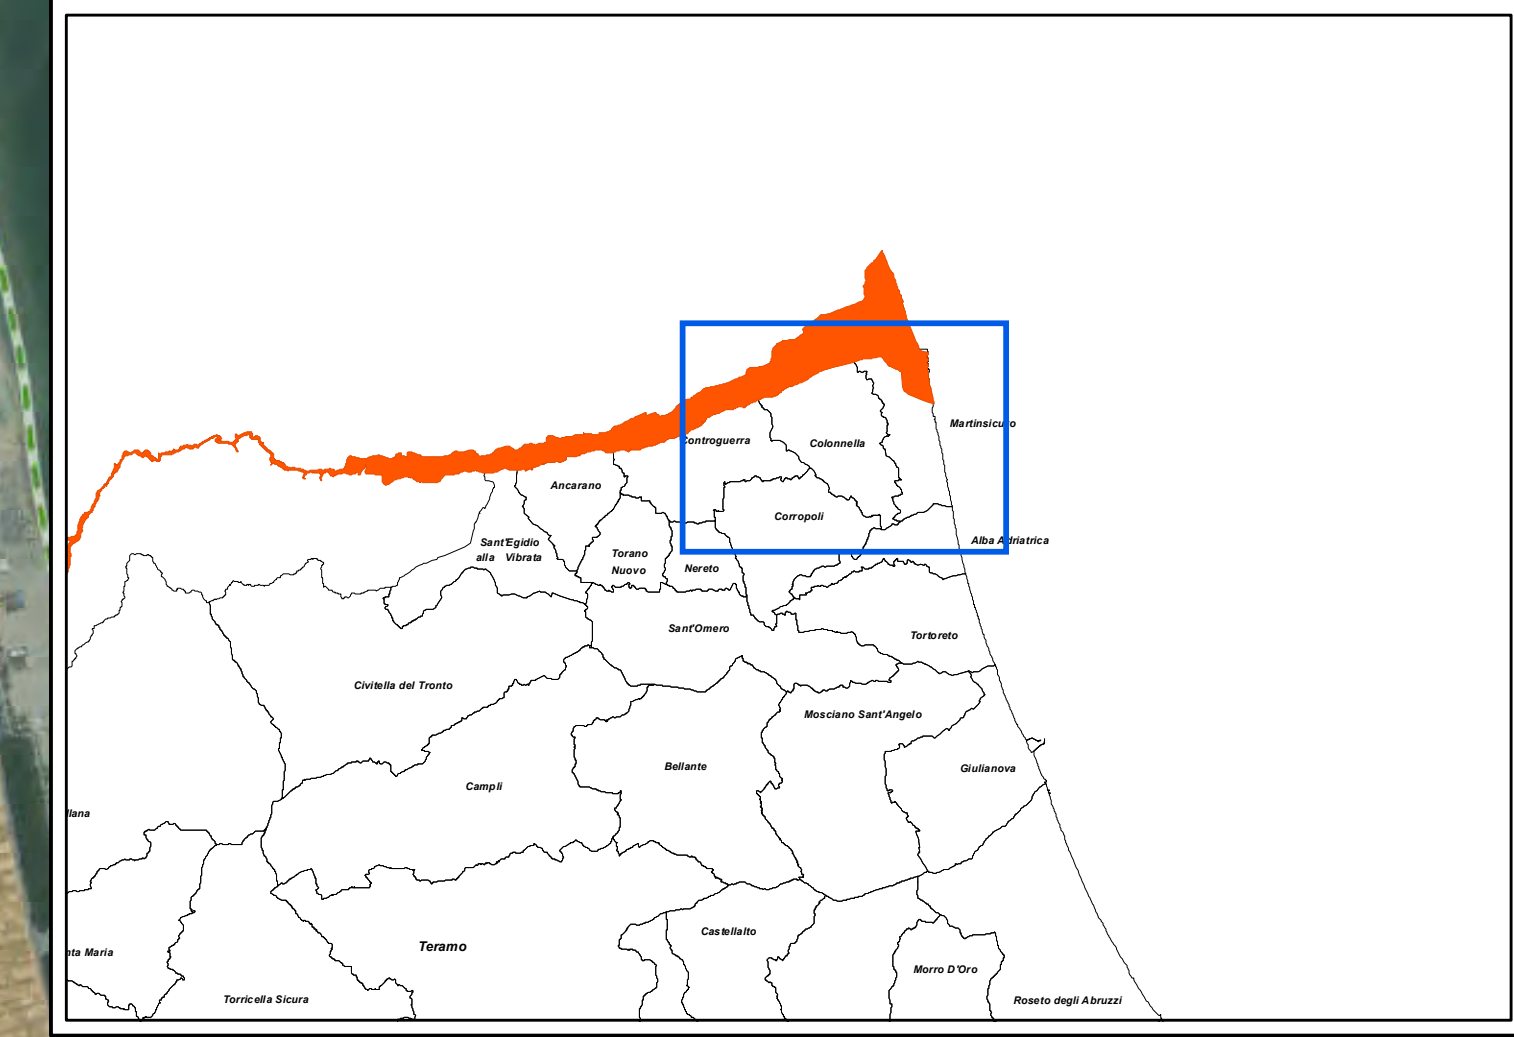 Martinsicuro
Controguerra
Colonnella
Ancarano
Corropoli
Alba Adriatrica
Sant'Egidio
alla Vibrata
Torano
Nuovo
Nereto
Sant'Omero
Tortoreto
Civitella del Tronto
Mosciano Sant'Angelo
Bellante
Giulianova
Campli
llana
Castellalto
Teramo
nta Maria
Morro D'Oro
Torricella Sicura
Roseto degli Abruzzi